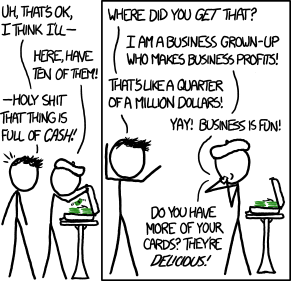 UH, THAT'S OK,
I THINK I'LL—
HERE, HAVE
TEN OF THEM!
—HOLY SHIT
THAT THING IS
FULL OF CASH!
WHERE DID YOU GET THAT?
I AM A BUSINESS GROWN-UP
WHO MAKES BUSINESS PROFITS!
THAT'S LIKE A QUARTER
OF A MILLION DOLLARS!
YAY! BUSINESS IS FUN!
DO YOU HAVE
MORE OF YOUR
CARDS? THEY'RE
DELICIOUS!